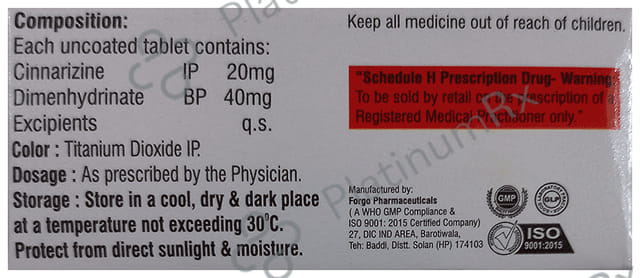 Composition:
Each uncoated tablet contains:
Cinnarizine IP 20mg
Dimenhydrinate BP 40mg
Excipients q.s.
Color : Titanium Dioxide IP.
Dosage : As prescribed by the Physician.
Storage : Store in a cool, dry & dark place
at a temperature not exceeding 30°C.
Protect from direct sunlight & moisture.
Keep all medicine out of reach of children.
"Schedule H Prescription Drug- Warning:
To be sold by retail on the prescription of a
Registered Medical Practitioner only."
Manufactured by:
Forgo Pharmaceuticals
( A WHO GMP Compliance &
ISO 9001: 2015 Certified Company)
27, DIC IND AREA, Barotiwala,
Teh: Baddi, Distt. Solan (HP) 174103
GMP
GLP
ISO
9001:2015
PlatinumRx